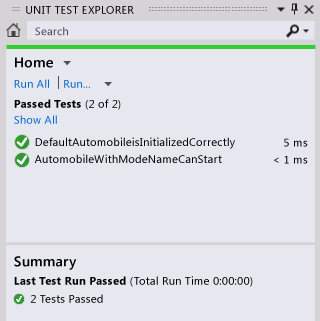 UNIT TEST EXPLORER
Search
Home
Run All | Run...
Passed Tests (2 of 2)
Show All
DefaultAutomobileisInitializedCorrectly 5 ms
AutomobileWithModeNameCanStart < 1 ms
Summary
Last Test Run Passed (Total Run Time 0:00:00)
2 Tests Passed